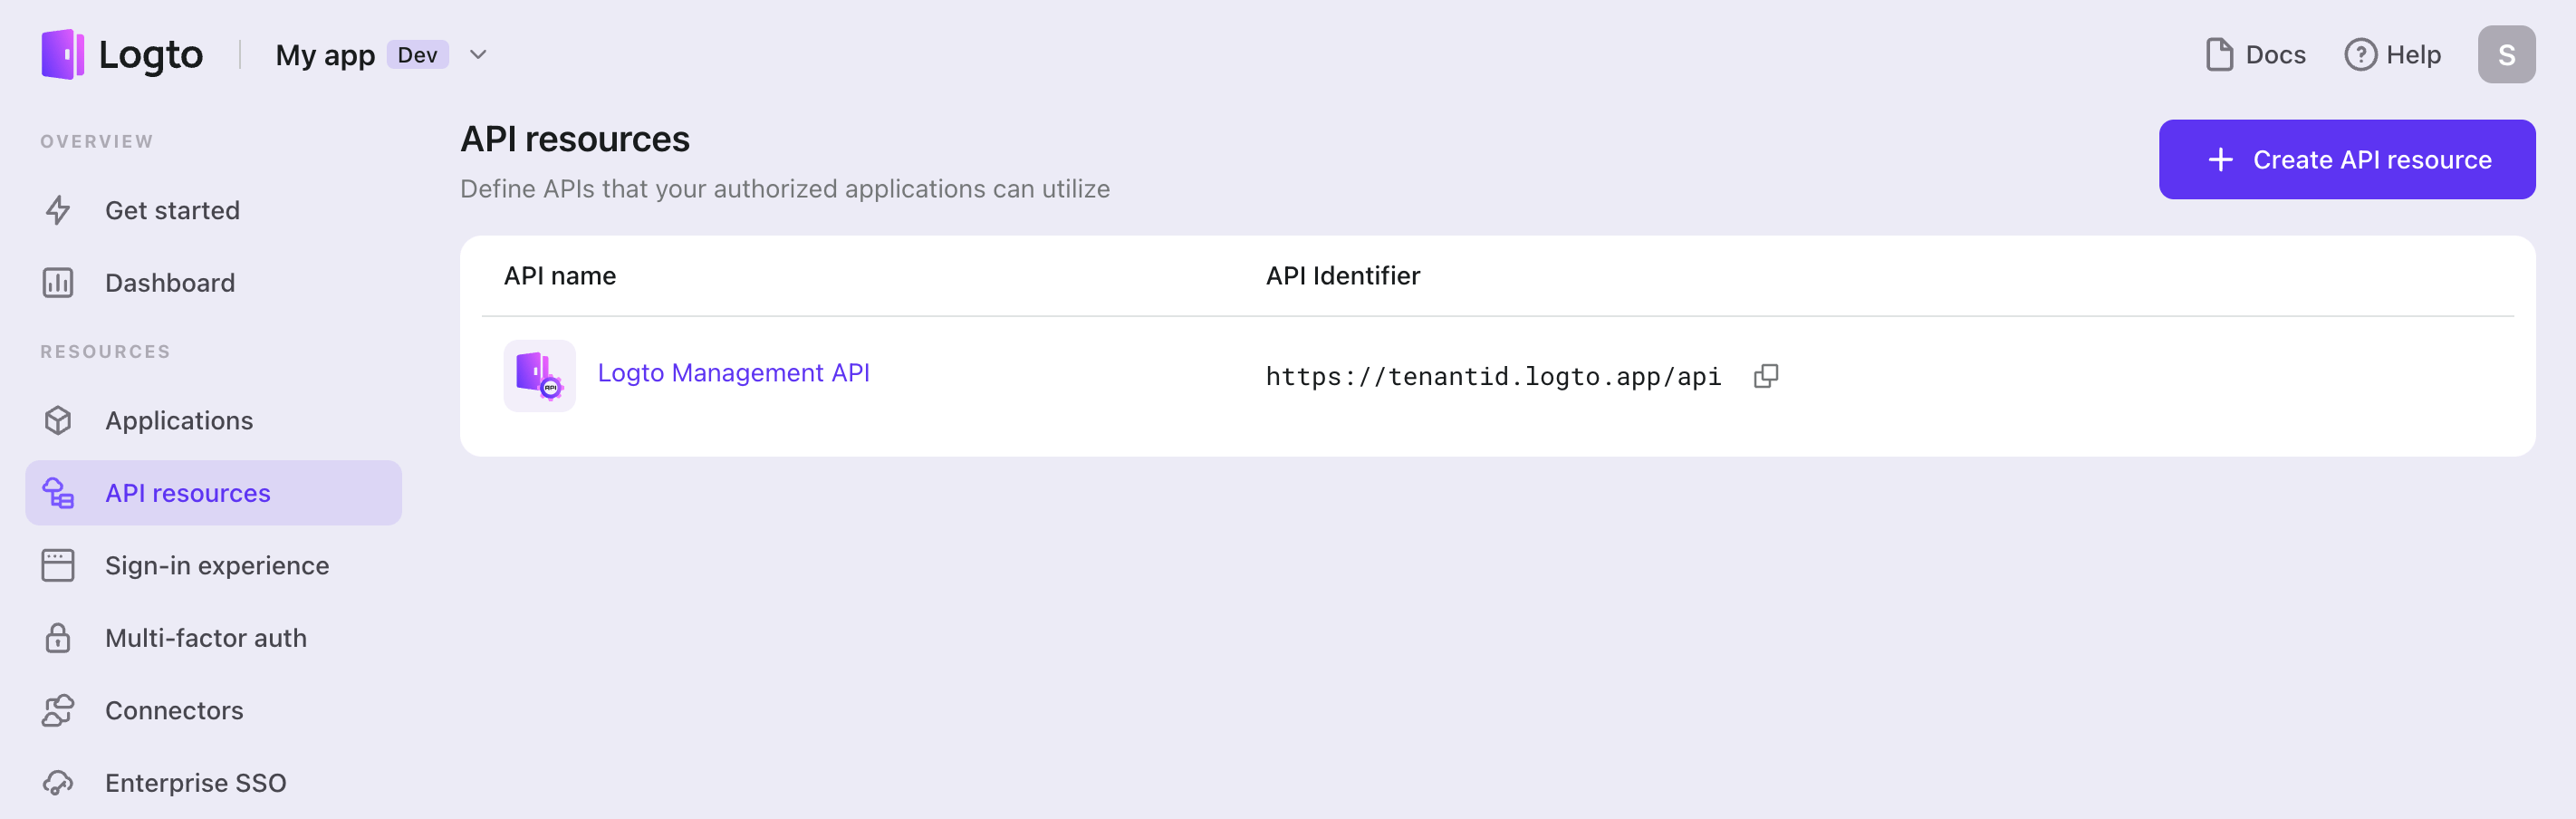 Logto
My app Dev
Docs
Help
S
OVERVIEW
Get started
Dashboard
RESOURCES
Applications
API resources
Sign-in experience
Multi-factor auth
Connectors
Enterprise SSO
API resources
Define APIs that your authorized applications can utilize
Create API resource
API name API Identifier
API
Logto Management API https://tenantid.logto.app/api